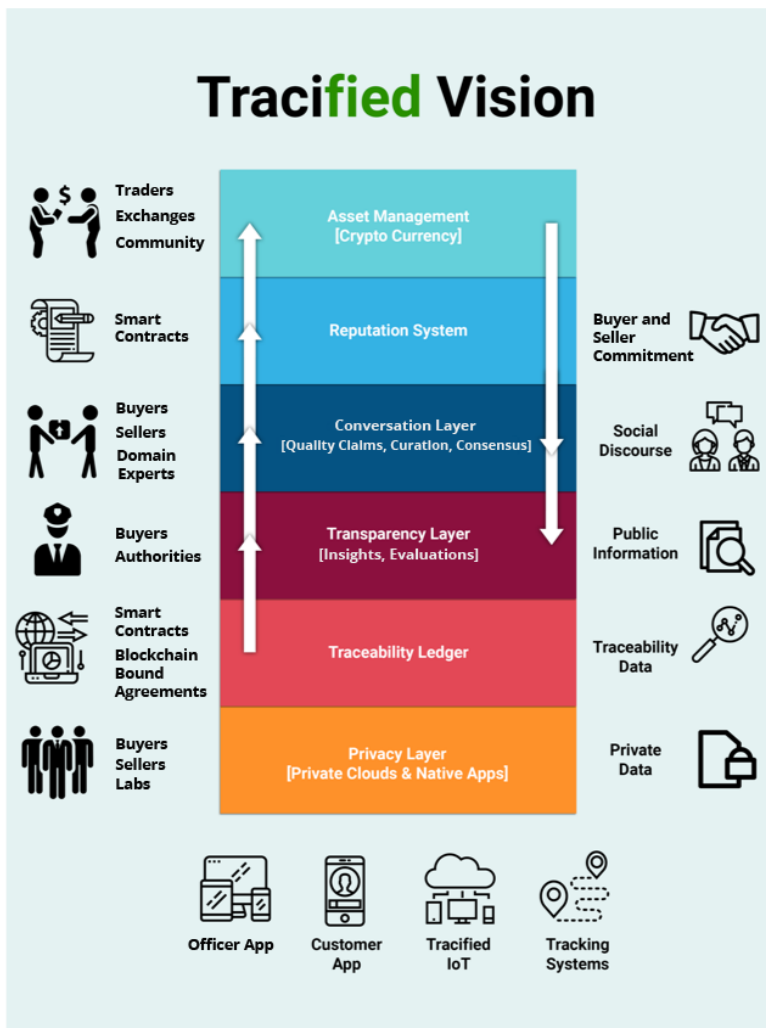 Tracified Vision
Traders
Exchanges
Community
Asset Management
[Crypto Currency]
Smart
Contracts
Reputation System
Buyer and
Seller
Commitment
Buyers
Sellers
Domain
Experts
Conversation Layer
[Quality Claims, Curation, Consensus]
Social
Discourse
Buyers
Authorities
Transparency Layer
[Insights, Evaluations]
Public
Information
Smart
Contracts
Blockchain
Bound
Agreements
Traceability Ledger
Traceability
Data
Buyers
Sellers
Labs
Privacy Layer
[Private Clouds & Native Apps]
Private
Data
Officer App
Customer
App
Tracified
IoT
Tracking
Systems